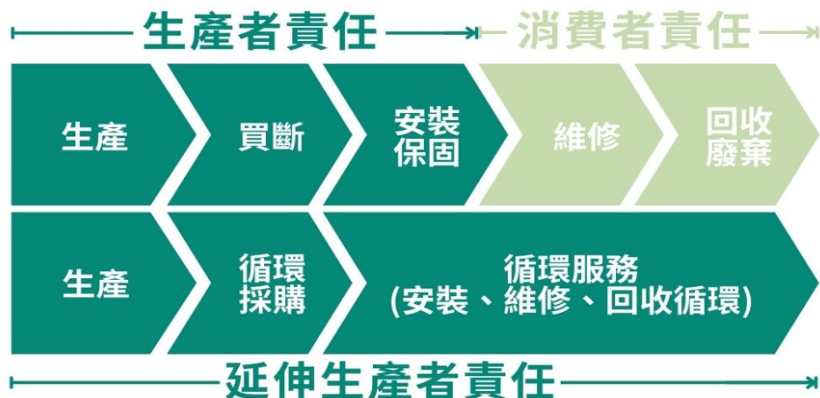 生產者責任
消費者責任
生產
買斷
安裝
保固
維修
回收
廢棄
生產
循環
採購
循環服務
(安裝、維修、回收循環)
延伸生產者責任